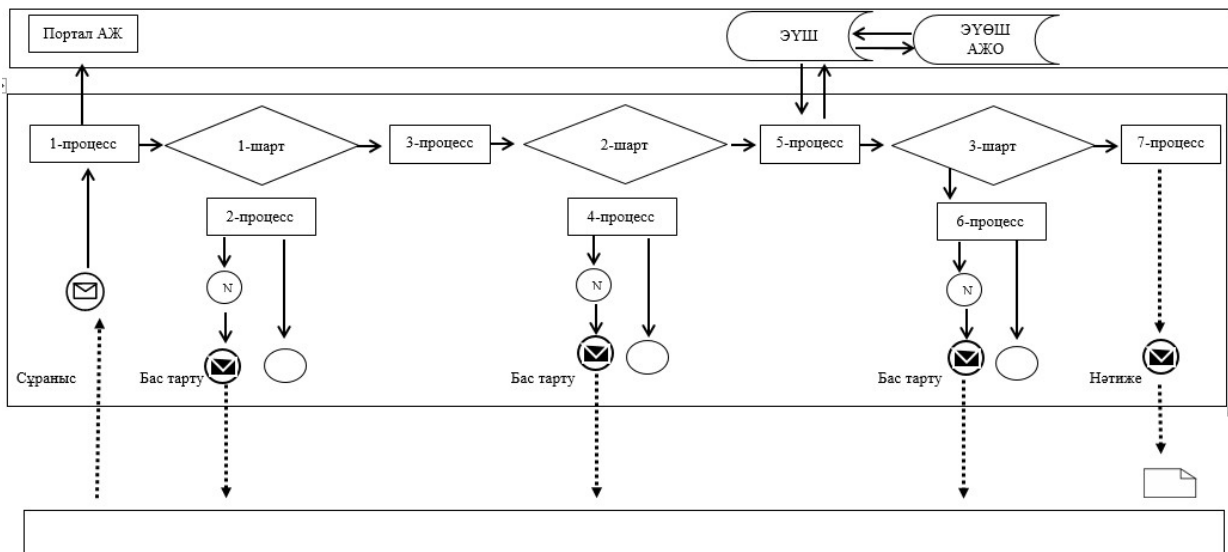 Портал АЖ
ЭҮШ
ЭҮӨШ
АЖО
1-процесс
1-шарт
3-процесс
2-шарт
5-процесс
3-шарт
7-процесс
2-процесс
4-процесс
6-процесс
N
N
N
Сұраныс
Бас тарту
Бас тарту
Бас тарту
Нәтиже